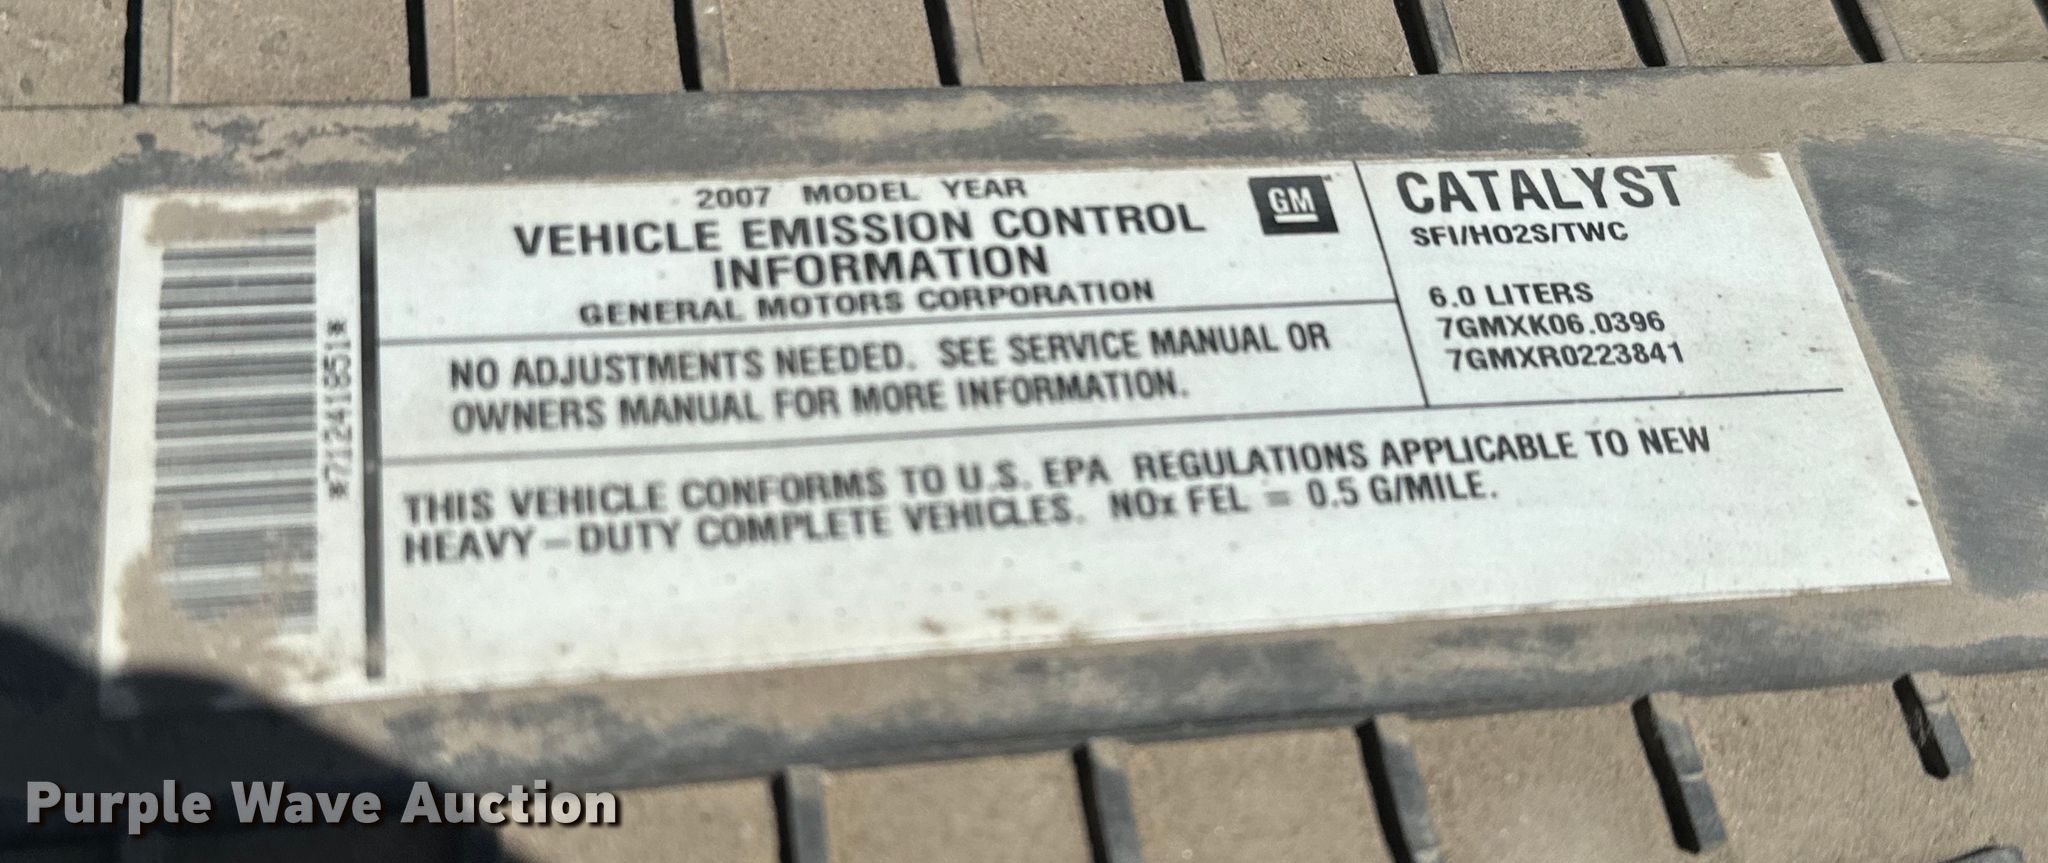 2007 MODEL YEAR
VEHICLE EMISSION CONTROL
INFORMATION
GENERAL MOTORS CORPORATION
GM
CATALYST
SFI/HO2S/TWC
6.0 LITERS
7GMXK06.0396
7GMXR0223841
NO ADJUSTMENTS NEEDED. SEE SERVICE MANUAL OR
OWNERS MANUAL FOR MORE INFORMATION.
THIS VEHICLE CONFORMS TO U.S. EPA REGULATIONS APPLICABLE TO NEW
HEAVY-DUTY COMPLETE VEHICLES. NOx FEL = 0.5 G/MILE.
Purple Wave Auction